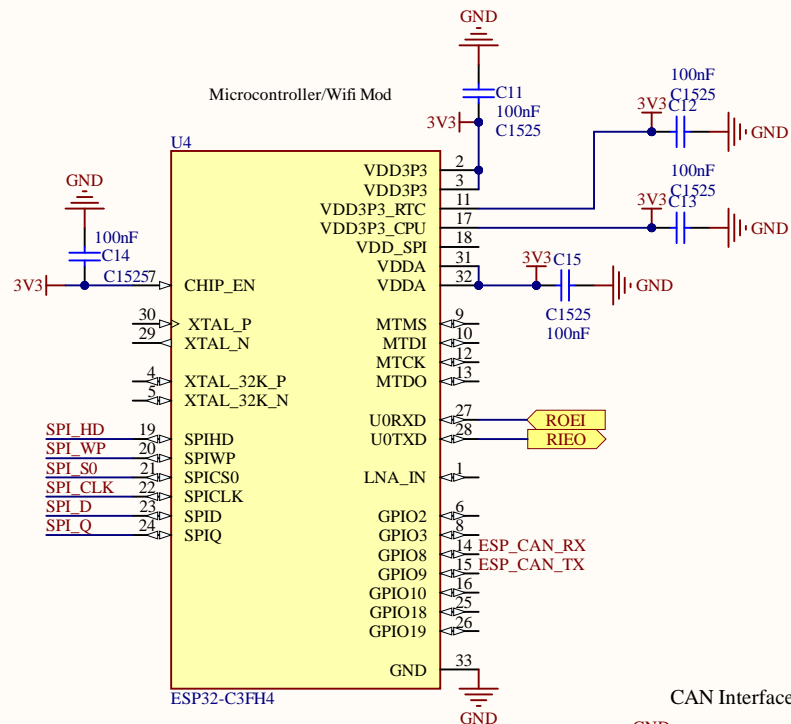 GND
Microcontroller/Wifi Mod
C11
100nF
C1525
3V3
100nF
C1525
3V3
C12
GND
U4
VDD3P3 2
VDD3P3 3
VDD3P3_RTC 11
VDD3P3_CPU 17
VDD_SPI 18
VDDA 31
VDDA 32
100nF
C1525
3V3
C13
GND
GND
100nF
C14
C1525
3V3
7 CHIP_EN
3V3
C15
GND
C1525
100nF
30 XTAL_P
29 XTAL_N
4 XTAL_32K_P
5 XTAL_32K_N
MTMS 9
MTDI 10
MTCK 12
MTDO 13
U0RXD 27 ROEI
U0TXD 28 RIEO
SPI_HD 19 SPIHD
SPI_WP 20 SPIWP
SPI_S0 21 SPICS0
SPI_CLK 22 SPICLK
SPI_D 23 SPID
SPI_Q 24 SPIQ
LNA_IN 1
GPIO2 6
GPIO3 8
GPIO8 14 ESP_CAN_RX
GPIO9 15 ESP_CAN_TX
GPIO10 16
GPIO18 25
GPIO19 26
GND 33
ESP32-C3FH4
GND
CAN Interface
GND